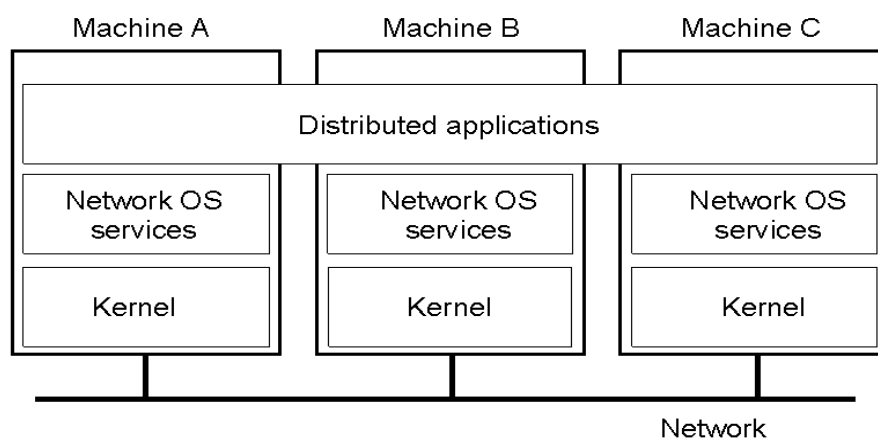 Machine A
Machine B
Machine C
Distributed applications
Network OS
services
Network OS
services
Network OS
services
Kernel
Kernel
Kernel
Network